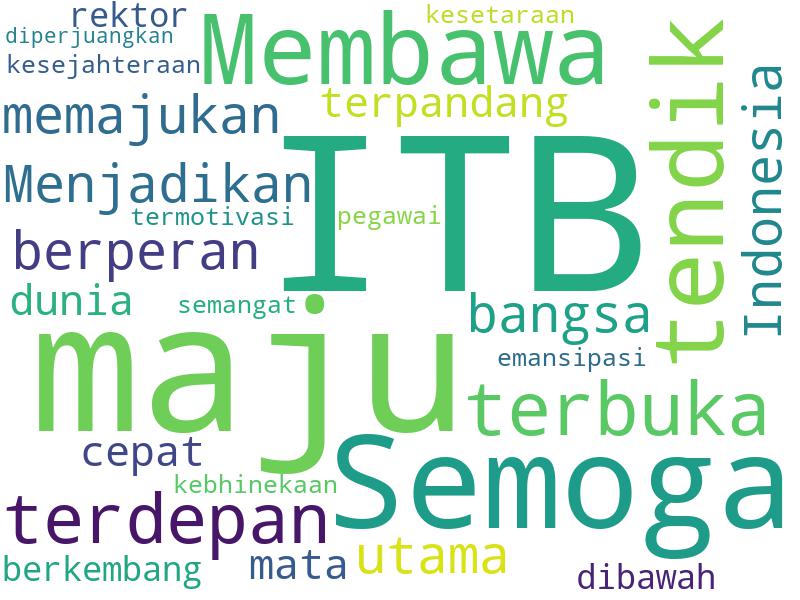 rektor
kesetaraan
diperjuangkan
Membawa
kesejahteraan
tendik
Indonesia
memajukan
terpandang
ITB
Menjadikan
termotivasi
pegawai
berperan
dunia
semangat
bangsa
maju
emansipasi
terbuka
cepat
Semoga
kebhinekaan
terdepan
utama
mata
berkembang
dibawah